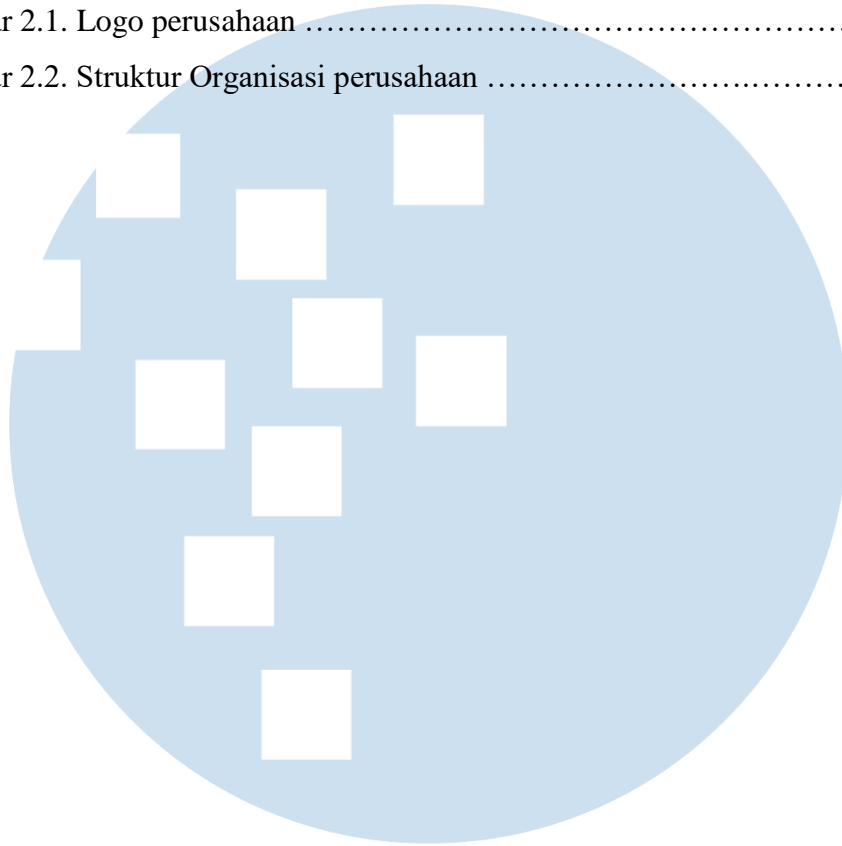 r 2.1. Logo perusahaan ……………………………………………
r 2.2. Struktur Organisasi perusahaan …………………….………